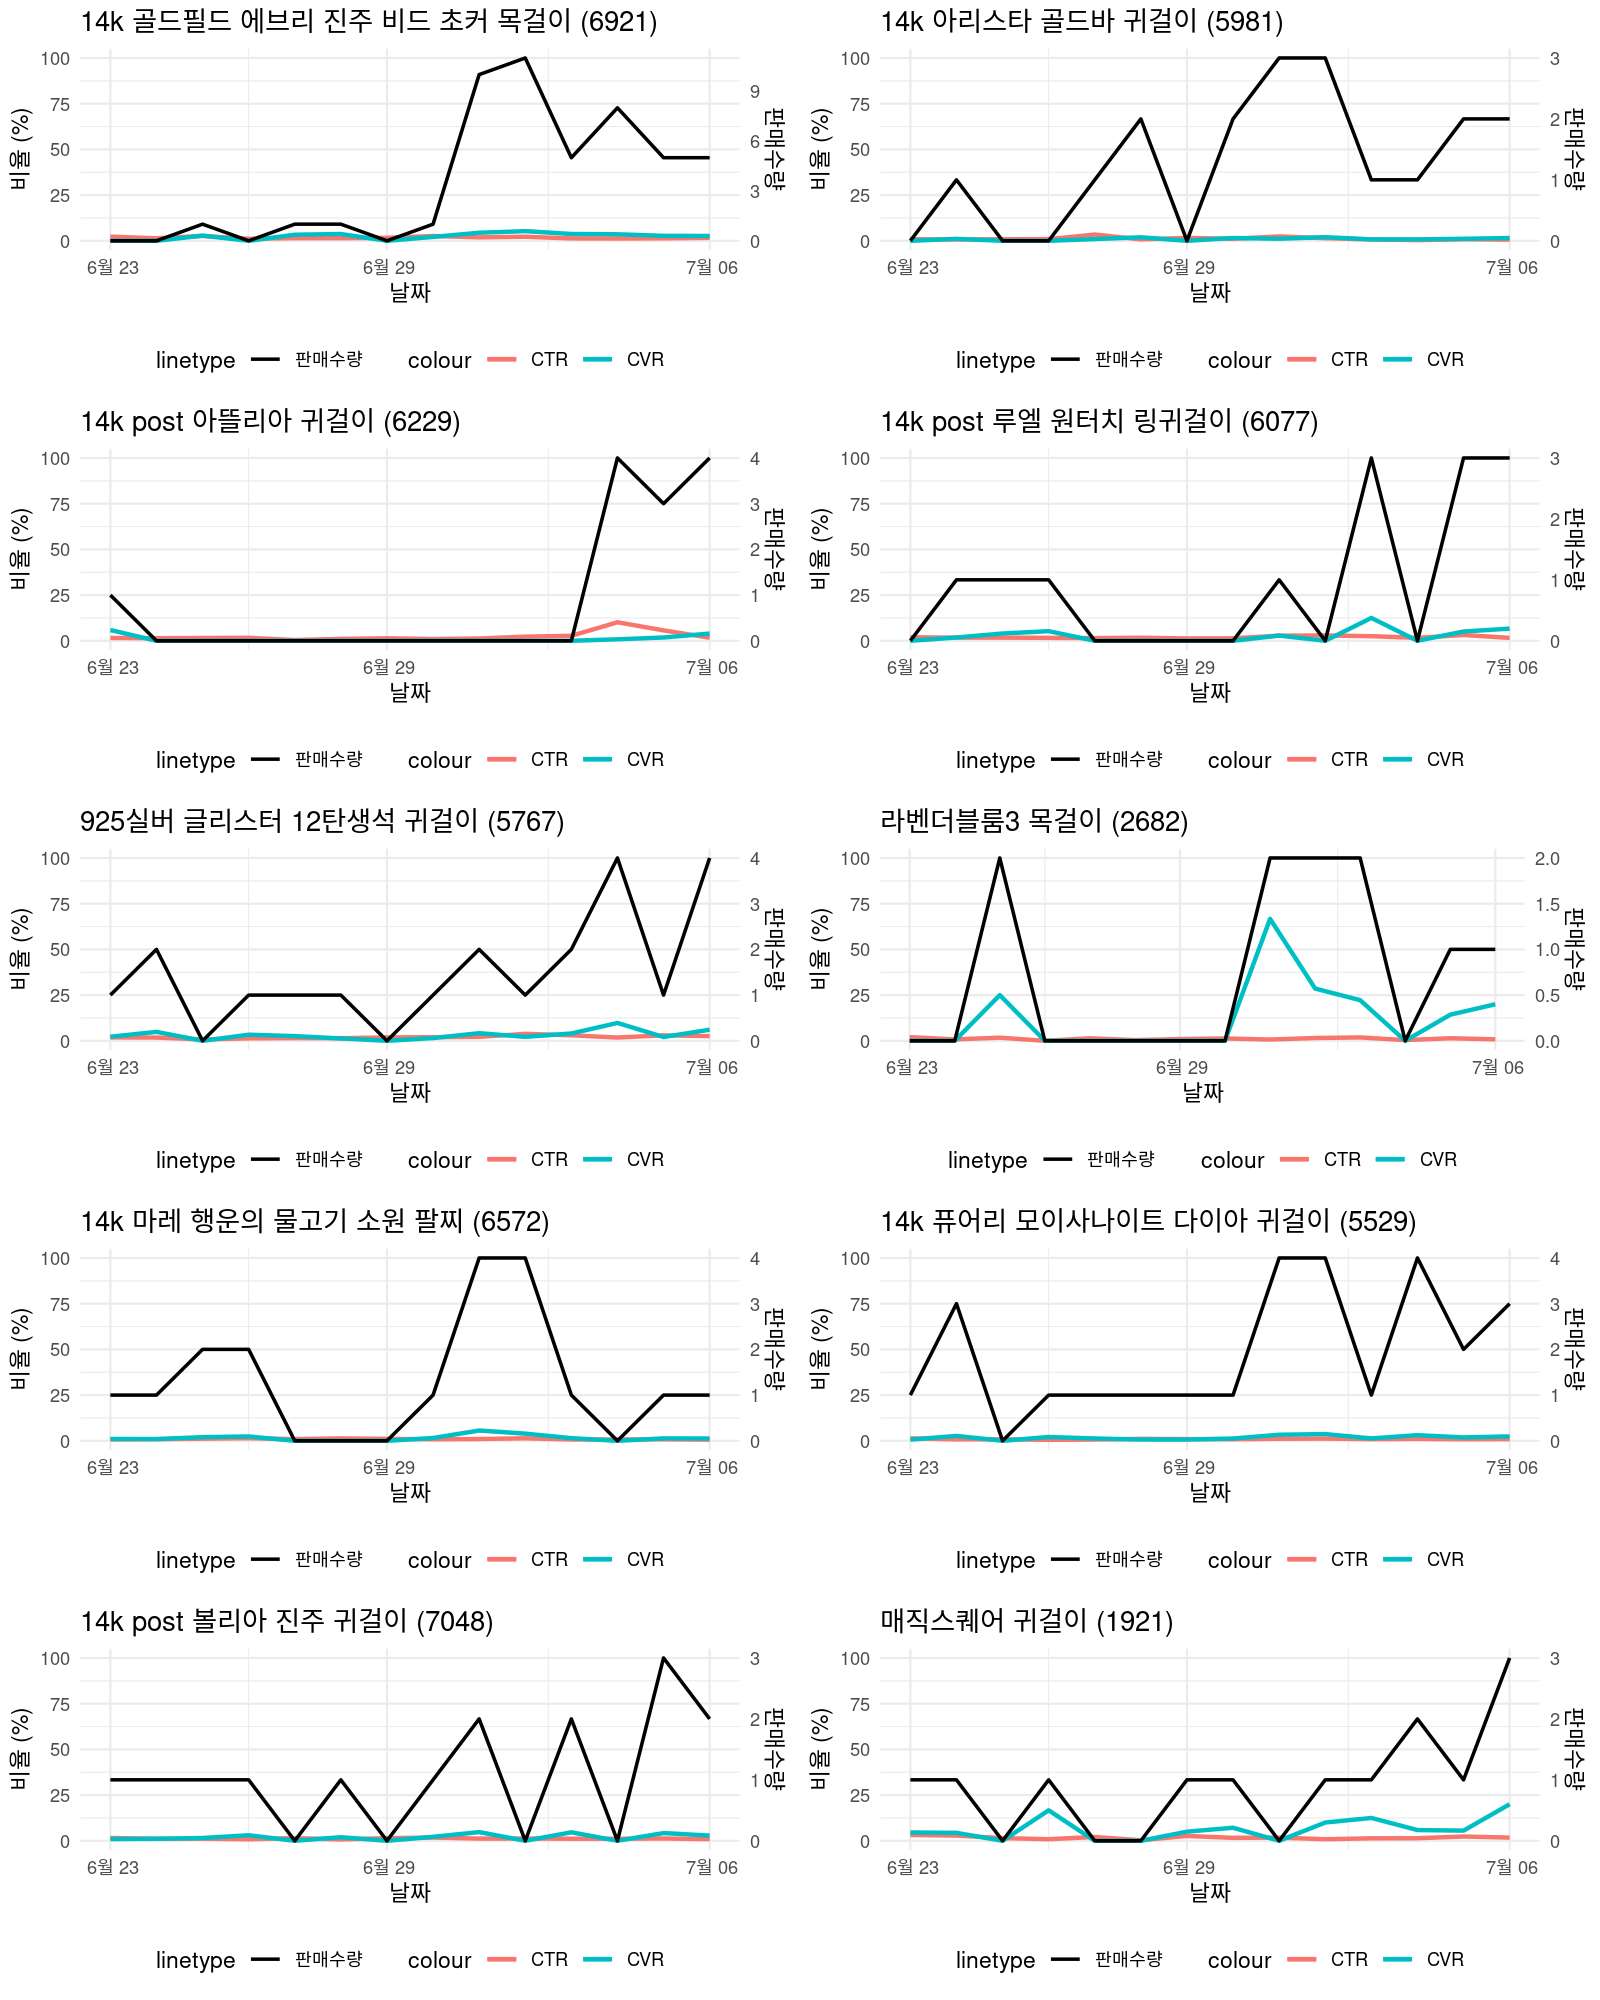 14k 골드필드 에브리 진주 비드 초커 목걸이 (6921)
비율 (%)
100
75
50
25
0
9
6
3
0
판매수량
6월 23
6월 29
7월 06
날짜
linetype 판매수량 colour CTR CVR
14k 아리스타 골드바 귀걸이 (5981)
비율 (%)
100
75
50
25
0
3
2
1
0
판매수량
6월 23
6월 29
7월 06
날짜
linetype 판매수량 colour CTR CVR
14k post 아뜰리아 귀걸이 (6229)
비율 (%)
100
75
50
25
0
4
3
2
1
0
판매수량
6월 23
6월 29
7월 06
날짜
linetype 판매수량 colour CTR CVR
14k post 루엘 원터치 링귀걸이 (6077)
비율 (%)
100
75
50
25
0
3
2
1
0
판매수량
6월 23
6월 29
7월 06
날짜
linetype 판매수량 colour CTR CVR
925실버 글리스터 12탄생석 귀걸이 (5767)
비율 (%)
100
75
50
25
0
4
3
2
1
0
판매수량
6월 23
6월 29
7월 06
날짜
linetype 판매수량 colour CTR CVR
라벤더블룸3 목걸이 (2682)
비율 (%)
100
75
50
25
0
2.0
1.5
1.0
0.5
0.0
판매수량
6월 23
6월 29
7월 06
날짜
linetype 판매수량 colour CTR CVR
14k 마레 행운의 물고기 소원 팔찌 (6572)
비율 (%)
100
75
50
25
0
4
3
2
1
0
판매수량
6월 23
6월 29
7월 06
날짜
linetype 판매수량 colour CTR CVR
14k 퓨어리 모이사나이트 다이아 귀걸이 (5529)
비율 (%)
100
75
50
25
0
4
3
2
1
0
판매수량
6월 23
6월 29
7월 06
날짜
linetype 판매수량 colour CTR CVR
14k post 볼리아 진주 귀걸이 (7048)
비율 (%)
100
75
50
25
0
3
2
1
0
판매수량
6월 23
6월 29
7월 06
날짜
linetype 판매수량 colour CTR CVR
매직스퀘어 귀걸이 (1921)
비율 (%)
100
75
50
25
0
3
2
1
0
판매수량
6월 23
6월 29
7월 06
날짜
linetype 판매수량 colour CTR CVR